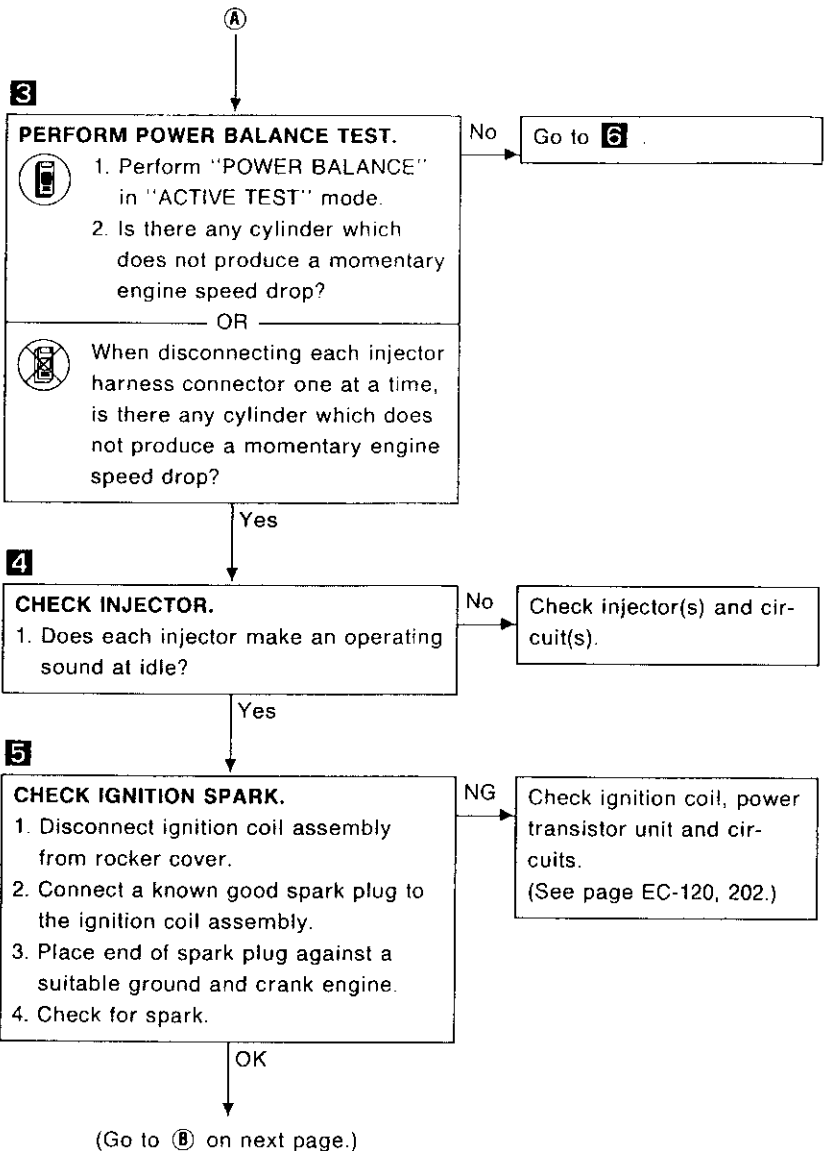 Ⓐ
3
PERFORM POWER BALANCE TEST.
1. Perform "POWER BALANCE"
in "ACTIVE TEST" mode.
2. Is there any cylinder which
does not produce a momentary
engine speed drop?
OR
When disconnecting each injector
harness connector one at a time,
is there any cylinder which does
not produce a momentary engine
speed drop?
No
Go to 6 .
Yes
4
CHECK INJECTOR.
1. Does each injector make an operating
sound at idle?
No
Check injector(s) and cir-
cuit(s).
Yes
5
CHECK IGNITION SPARK.
1. Disconnect ignition coil assembly
from rocker cover.
2. Connect a known good spark plug to
the ignition coil assembly.
3. Place end of spark plug against a
suitable ground and crank engine.
4. Check for spark.
NG
Check ignition coil, power
transistor unit and cir-
cuits.
(See page EC-120, 202.)
OK
(Go to Ⓑ on next page.)